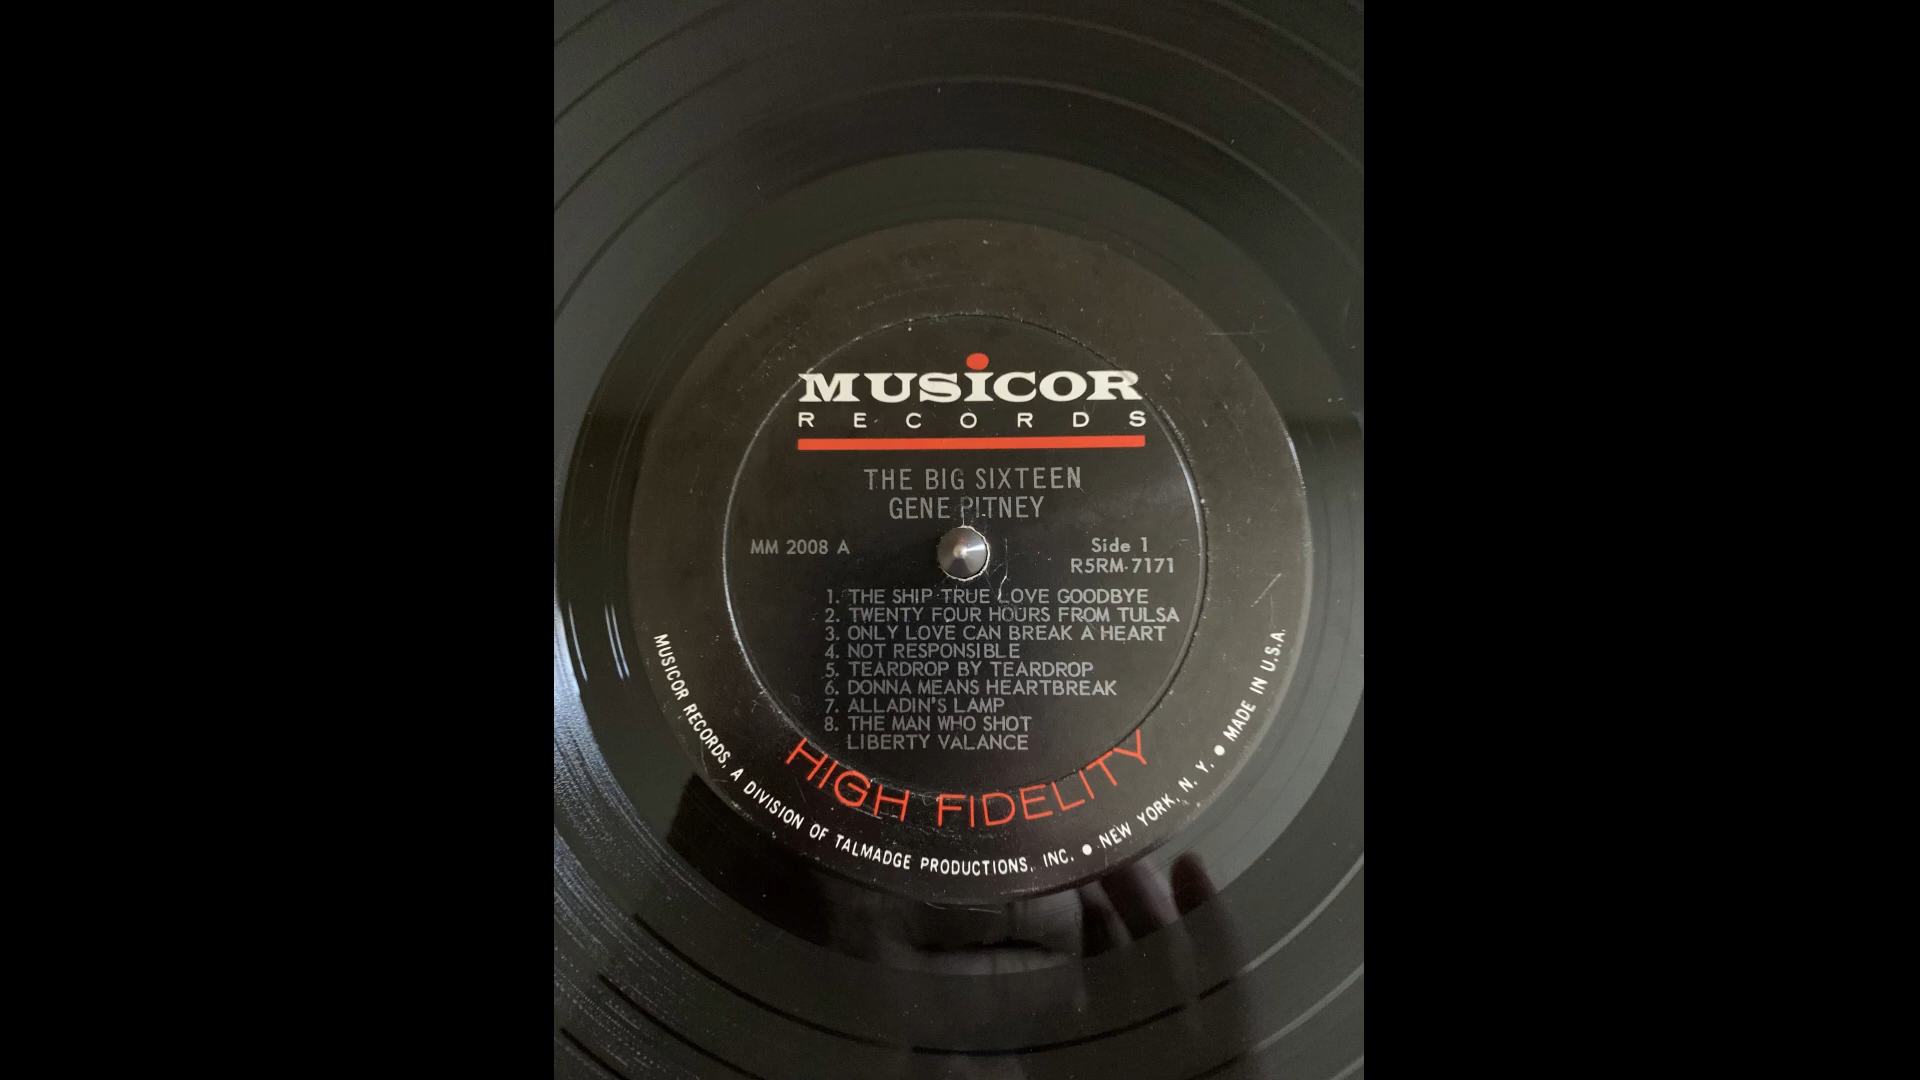 MUSiCOR
RECORDS
THE BIG SIXTEEN
GENE PITNEY
MM 2008 A
Side 1
R5RM-7171
1. THE SHIP TRUE LOVE GOODBYE
2. TWENTY FOUR HOURS FROM TULSA
3. ONLY LOVE CAN BREAK A HEART
4. NOT RESPONSIBLE
5. TEARDROP BY TEARDROP
6. DONNA MEANS HEARTBREAK
7. ALLADIN'S LAMP
8. THE MAN WHO SHOT
LIBERTY VALANCE
HIGH FIDELITY
MUSICOR RECORDS, A DIVISION OF TALMADGE PRODUCTIONS, INC. ● NEW YORK, N. Y. ● MADE IN U.S.A.